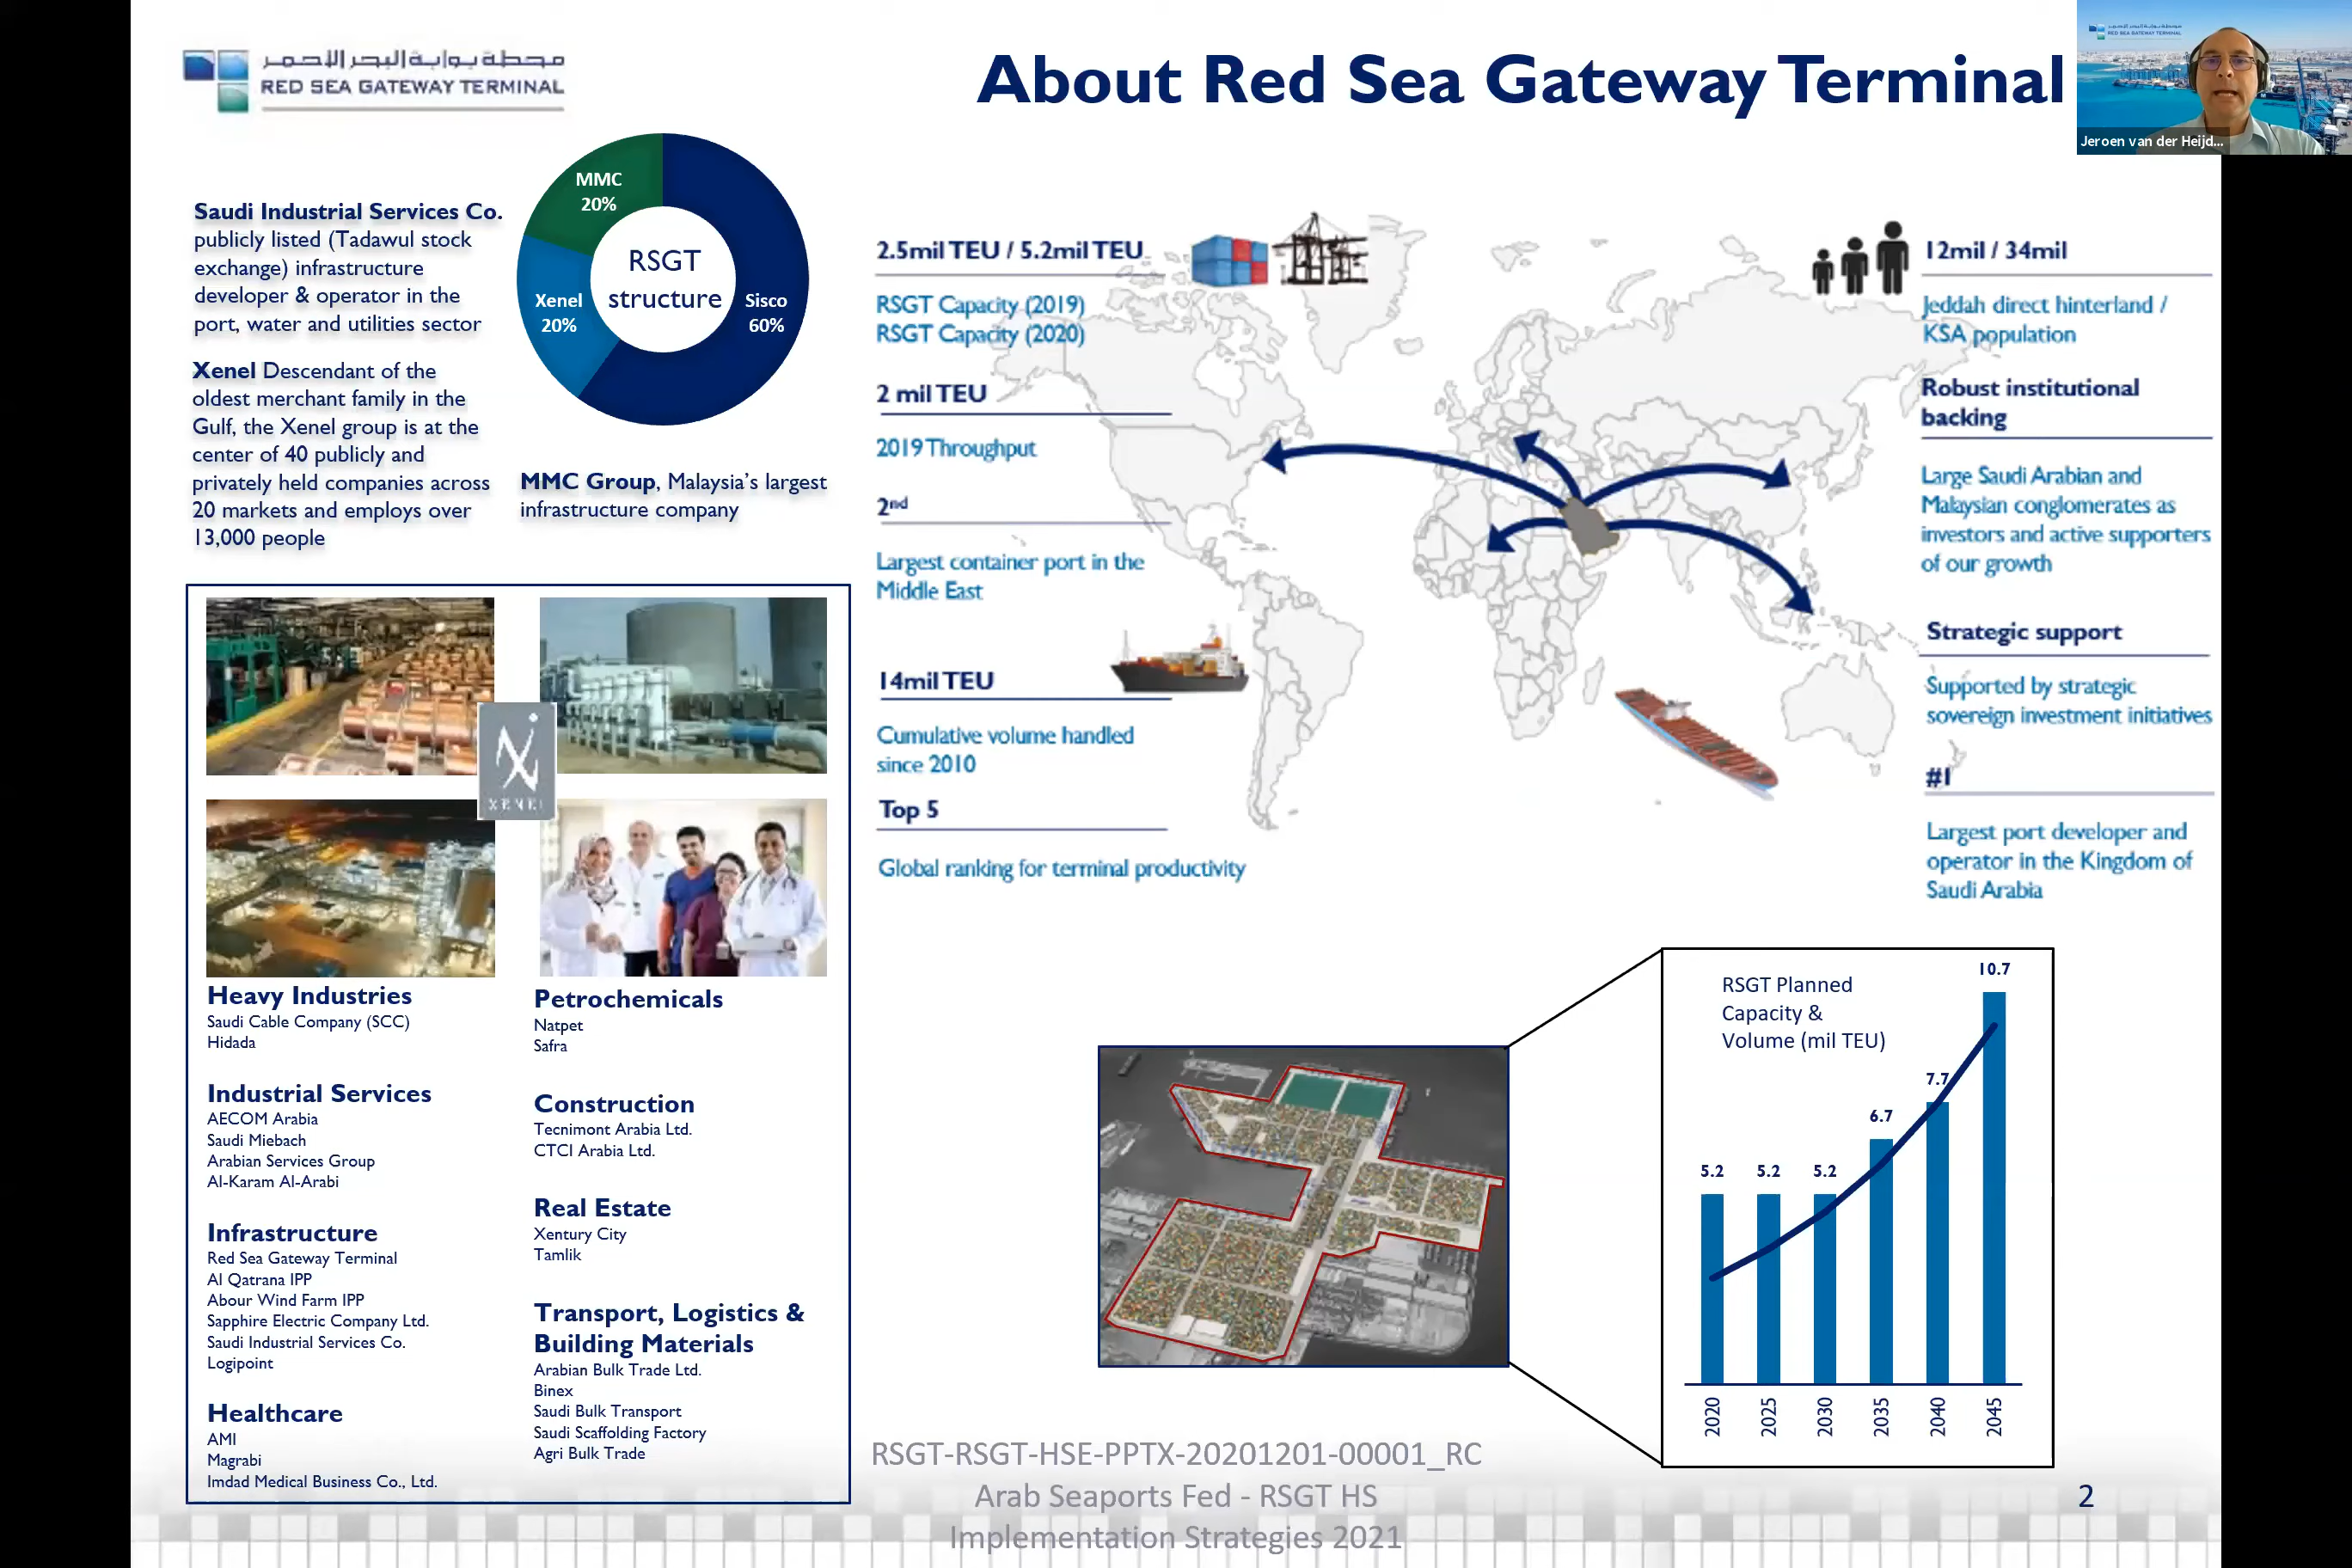 محطة بوابة البحر الأحمر
RED SEA GATEWAY TERMINAL
About Red Sea Gateway Terminal
محطة بوابة البحر الأحمر
RED SEA GATEWAY TERMINAL
Jeroen van der Heijd...
Saudi Industrial Services Co.
publicly listed (Tadawul stock
exchange) infrastructure
developer & operator in the
port, water and utilities sector
Xenel Descendant of the
oldest merchant family in the
Gulf, the Xenel group is at the
center of 40 publicly and
privately held companies across
20 markets and employs over
13,000 people
MMC
20%
RSGT
structure
Xenel
20%
Sisco
60%
MMC Group, Malaysia's largest
infrastructure company
XENEL
Heavy Industries
Saudi Cable Company (SCC)
Hidada
Industrial Services
AECOM Arabia
Saudi Miebach
Arabian Services Group
Al-Karam Al-Arabi
Infrastructure
Red Sea Gateway Terminal
Al Qatrana IPP
Abour Wind Farm IPP
Sapphire Electric Company Ltd.
Saudi Industrial Services Co.
Logipoint
Healthcare
AMI
Magrabi
Imdad Medical Business Co., Ltd.
Petrochemicals
Natpet
Safra
Construction
Tecnimont Arabia Ltd.
CTCI Arabia Ltd.
Real Estate
Xentury City
Tamlik
Transport, Logistics &
Building Materials
Arabian Bulk Trade Ltd.
Binex
Saudi Bulk Transport
Saudi Scaffolding Factory
Agri Bulk Trade
2.5mil TEU / 5.2mil TEU
RSGT Capacity (2019)
RSGT Capacity (2020)
2 mil TEU
2019 Throughput
2nd
Largest container port in the
Middle East
14mil TEU
Cumulative volume handled
since 2010
Top 5
Global ranking for terminal productivity
12mil / 34mil
Jeddah direct hinterland /
KSA population
Robust institutional
backing
Large Saudi Arabian and
Malaysian conglomerates as
investors and active supporters
of our growth
Strategic support
Supported by strategic
sovereign investment initiatives
#1
Largest port developer and
operator in the Kingdom of
Saudi Arabia
RSGT Planned
Capacity &
Volume (mil TEU)
5.2
5.2
5.2
6.7
7.7
10.7
2020
2025
2030
2035
2040
2045
RSGT-RSGT-HSE-PPTX-20201201-00001_RC
Arab Seaports Fed - RSGT HS
Implementation Strategies 2021
2